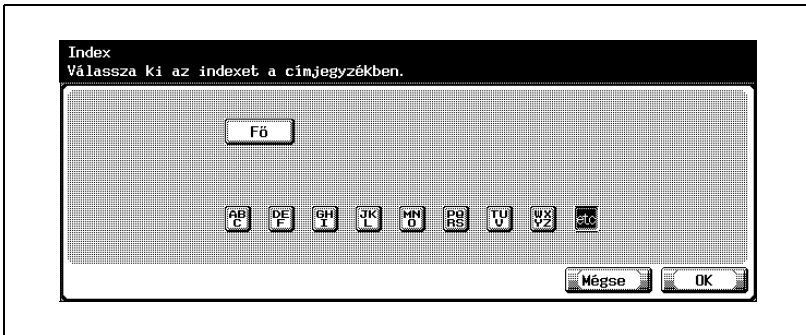 Index
Válassza ki az indexet a címjegyzékben.
Fő
AB
C
DE
F
GH
I
JK
L
MN
O
PQ
RS
TU
V
WX
YZ
etc
Mégse
OK